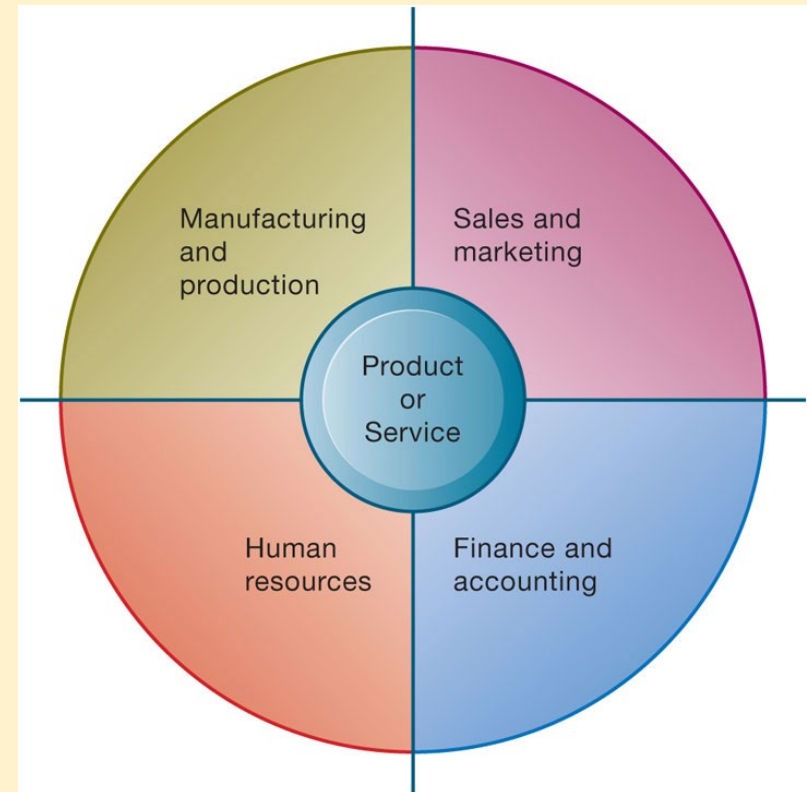 Manufacturing
and
production
Sales and
marketing
Product
or
Service
Human
resources
Finance and
accounting